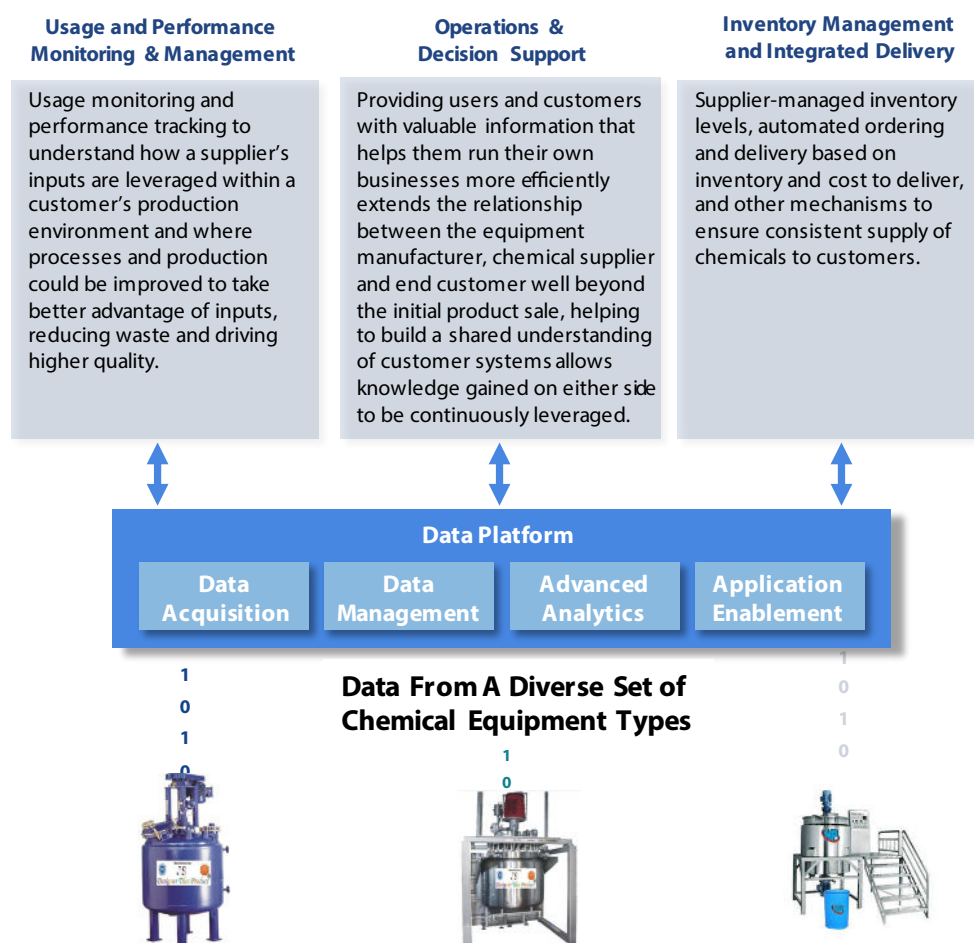 Usage and Performance
Monitoring & Management
Usage monitoring and
performance tracking to
understand how a supplier's
inputs are leveraged within a
customer's production
environment and where
processes and production
could be improved to take
better advantage of inputs,
reducing waste and driving
higher quality.
Operations &
Decision Support
Providing users and customers
with valuable information that
helps them run their own
businesses more efficiently
extends the relationship
between the equipment
manufacturer, chemical supplier
and end customer well beyond
the initial product sale, helping
to build a shared understanding
of customer systems allows
knowledge gained on either side
to be continuously leveraged.
Inventory Management
and Integrated Delivery
Supplier-managed inventory
levels, automated ordering
and delivery based on
inventory and cost to deliver,
and other mechanisms to
ensure consistent supply of
chemicals to customers.
Data Platform
Data
Acquisition
Data
Management
Advanced
Analytics
Application
Enablement
1
0
1
0
Data From A Diverse Set of
Chemical Equipment Types
1
0
1
0
1
0